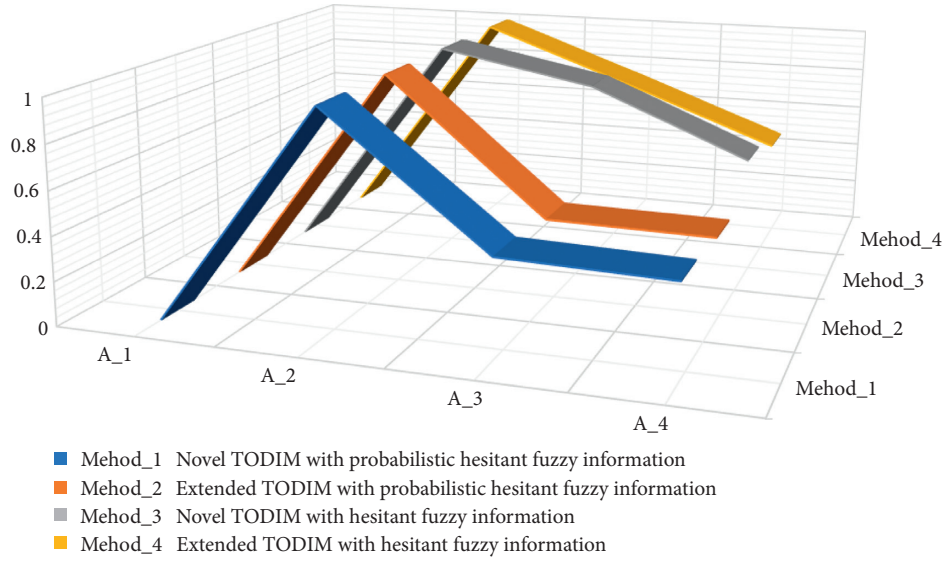 1
0.8
0.6
0.4
0.2
0
A_1
A_2
A_3
A_4
Mehod_4
Mehod_3
Mehod_2
Mehod_1
Mehod_1 Novel TODIM with probabilistic hesitant fuzzy information
Mehod_2 Extended TODIM with probabilistic hesitant fuzzy information
Mehod_3 Novel TODIM with hesitant fuzzy information
Mehod_4 Extended TODIM with hesitant fuzzy information